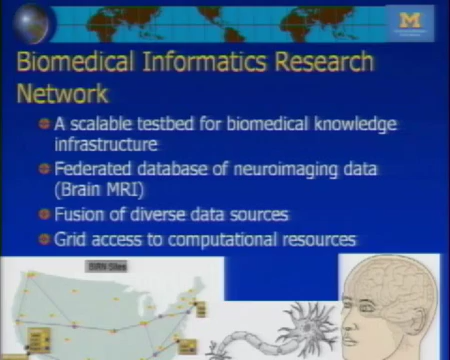 M
Biomedical Informatics Research
Network
A scalable testbed for biomedical knowledge
infrastructure
Federated database of neuroimaging data
(Brain MRI)
Fusion of diverse data sources
Grid access to computational resources
BIRN Sites